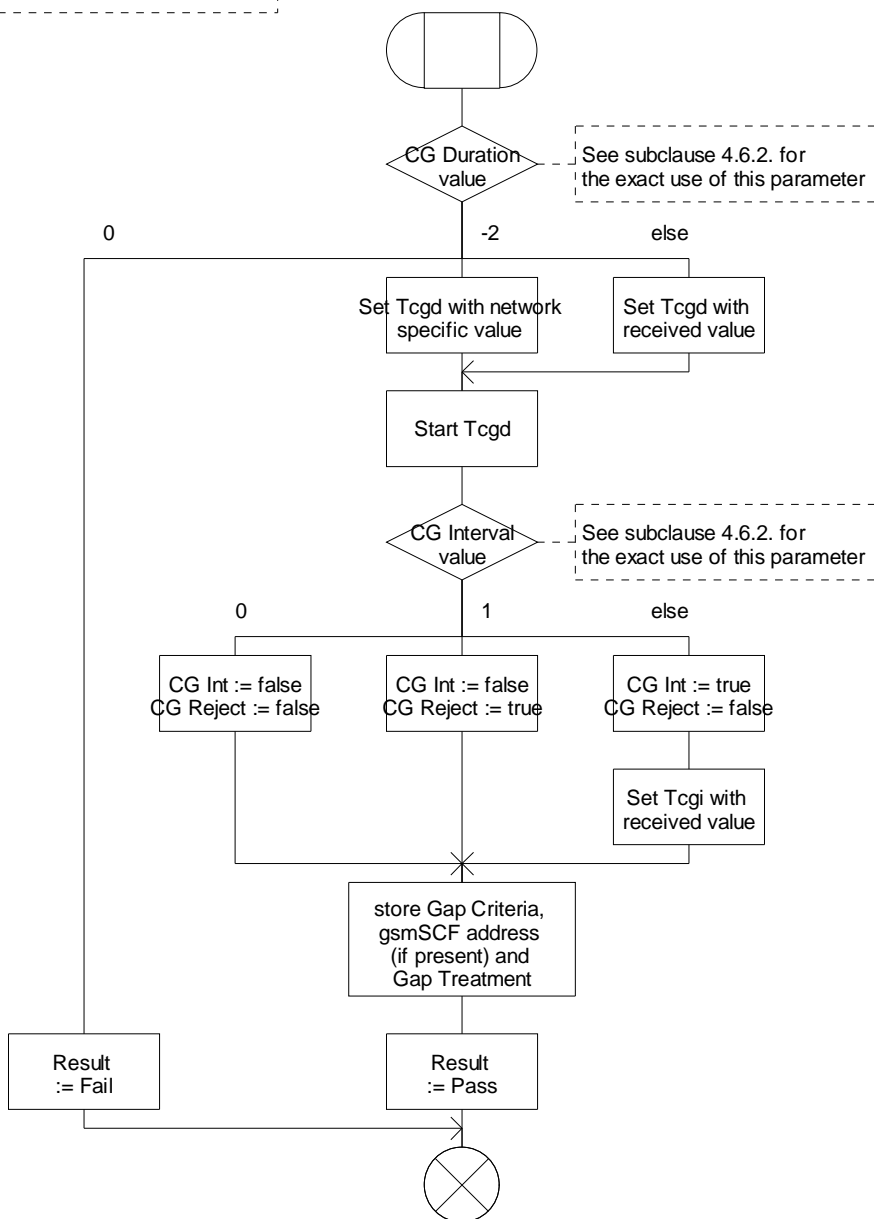 CG Duration
value
See subclause 4.6.2. for
the exact use of this parameter
0
-2
else
Set Tcgd with network
specific value
Set Tcgd with
received value
Start Tcgd
CG Interval
value
See subclause 4.6.2. for
the exact use of this parameter
0
1
else
CG Int := false
CG Reject := false
CG Int := false
CG Reject := true
CG Int := true
CG Reject := false
Set Tcgi with
received value
store Gap Criteria,
gsmSCF address
(if present) and
Gap Treatment
Result
:= Fail
Result
:= Pass